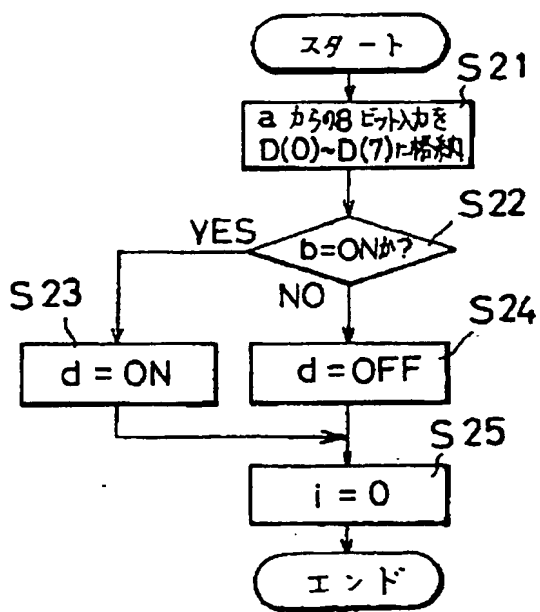 スタート
S21
a からの8ビット入力を
D(0)~D(7)に格納
S22
YES
b=ONか?
NO
S23
S24
d=ON
d=OFF
S25
i=0
エンド